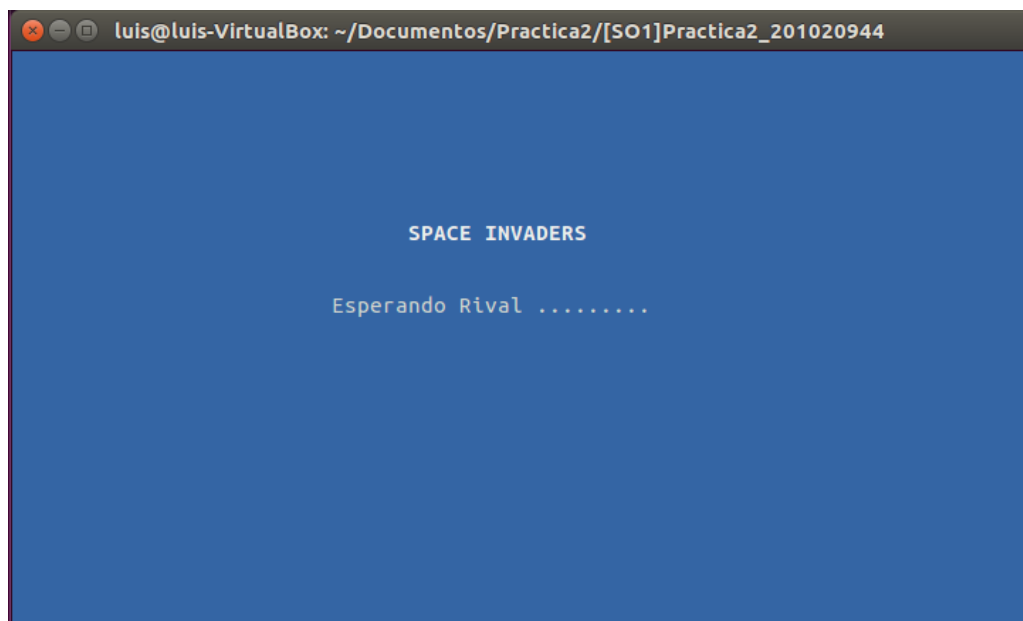 luis@luis-VirtualBox: ~/Documentos/Practica2/[SO1]Practica2_201020944
SPACE INVADERS
Esperando Rival .........